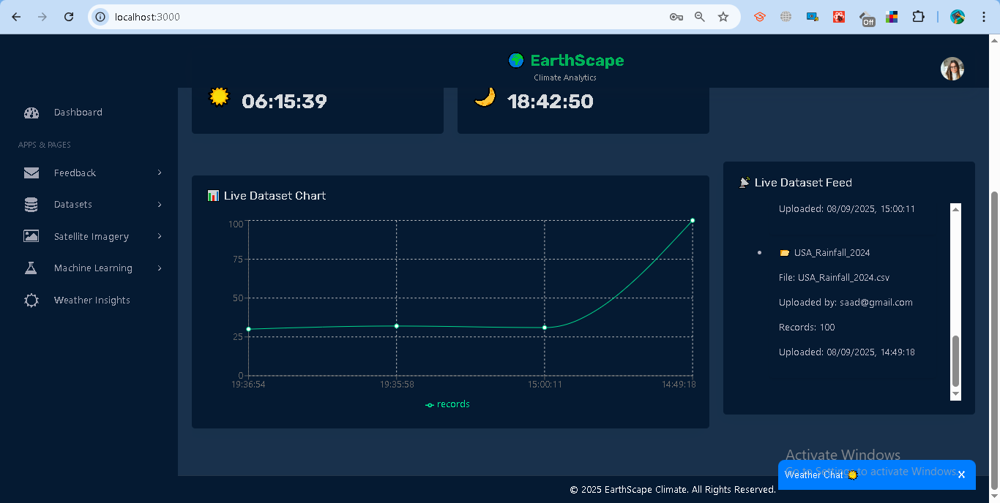 localhost:3000
Off
EarthScape
Climate Analytics
06:15:39
18:42:50
Dashboard
APPS & PAGES
Feedback
Datasets
Satellite Imagery
Machine Learning
Weather Insights
Live Dataset Chart
100
75
50
25
0
19:36:54 19:35:58 15:00:11 14:49:18
records
Live Dataset Feed
Uploaded: 08/09/2025, 15:00:11
USA_Rainfall_2024
File: USA_Rainfall_2024.csv
Uploaded by: saad@gmail.com
Records: 100
Uploaded: 08/09/2025, 14:49:18
Activate Windows
Go to Settings to activate Windows.
Weather Chat
© 2025 EarthScape Climate. All Rights Reserved.